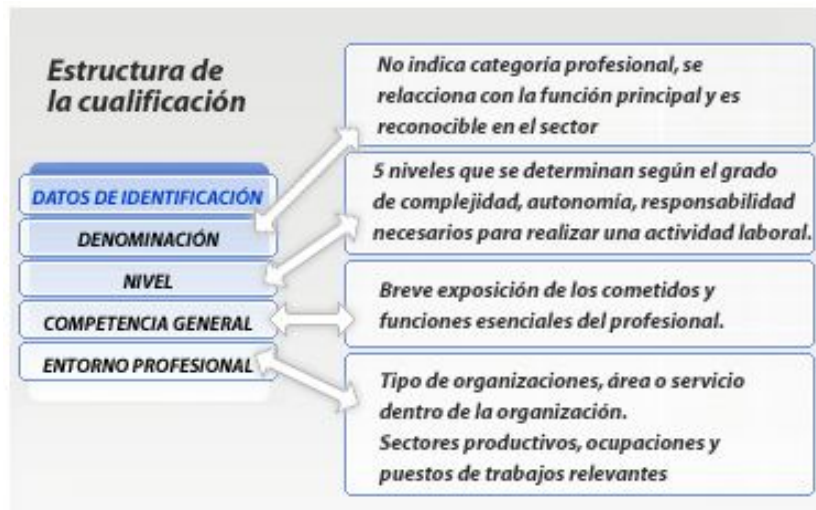 Estructura de
la cualificación
DATOS DE IDENTIFICACIÓN
DENOMINACIÓN
NIVEL
COMPETENCIA GENERAL
ENTORNO PROFESIONAL
No indica categoría profesional, se
relacciona con la función principal y es
reconocible en el sector
5 niveles que se determinan según el grado
de complejidad, autonomía, responsabilidad
necesarios para realizar una actividad laboral.
Breve exposición de los cometidos y
funciones esenciales del profesional.
Tipo de organizaciones, área o servicio
dentro de la organización.
Sectores productivos, ocupaciones y
puestos de trabajos relevantes